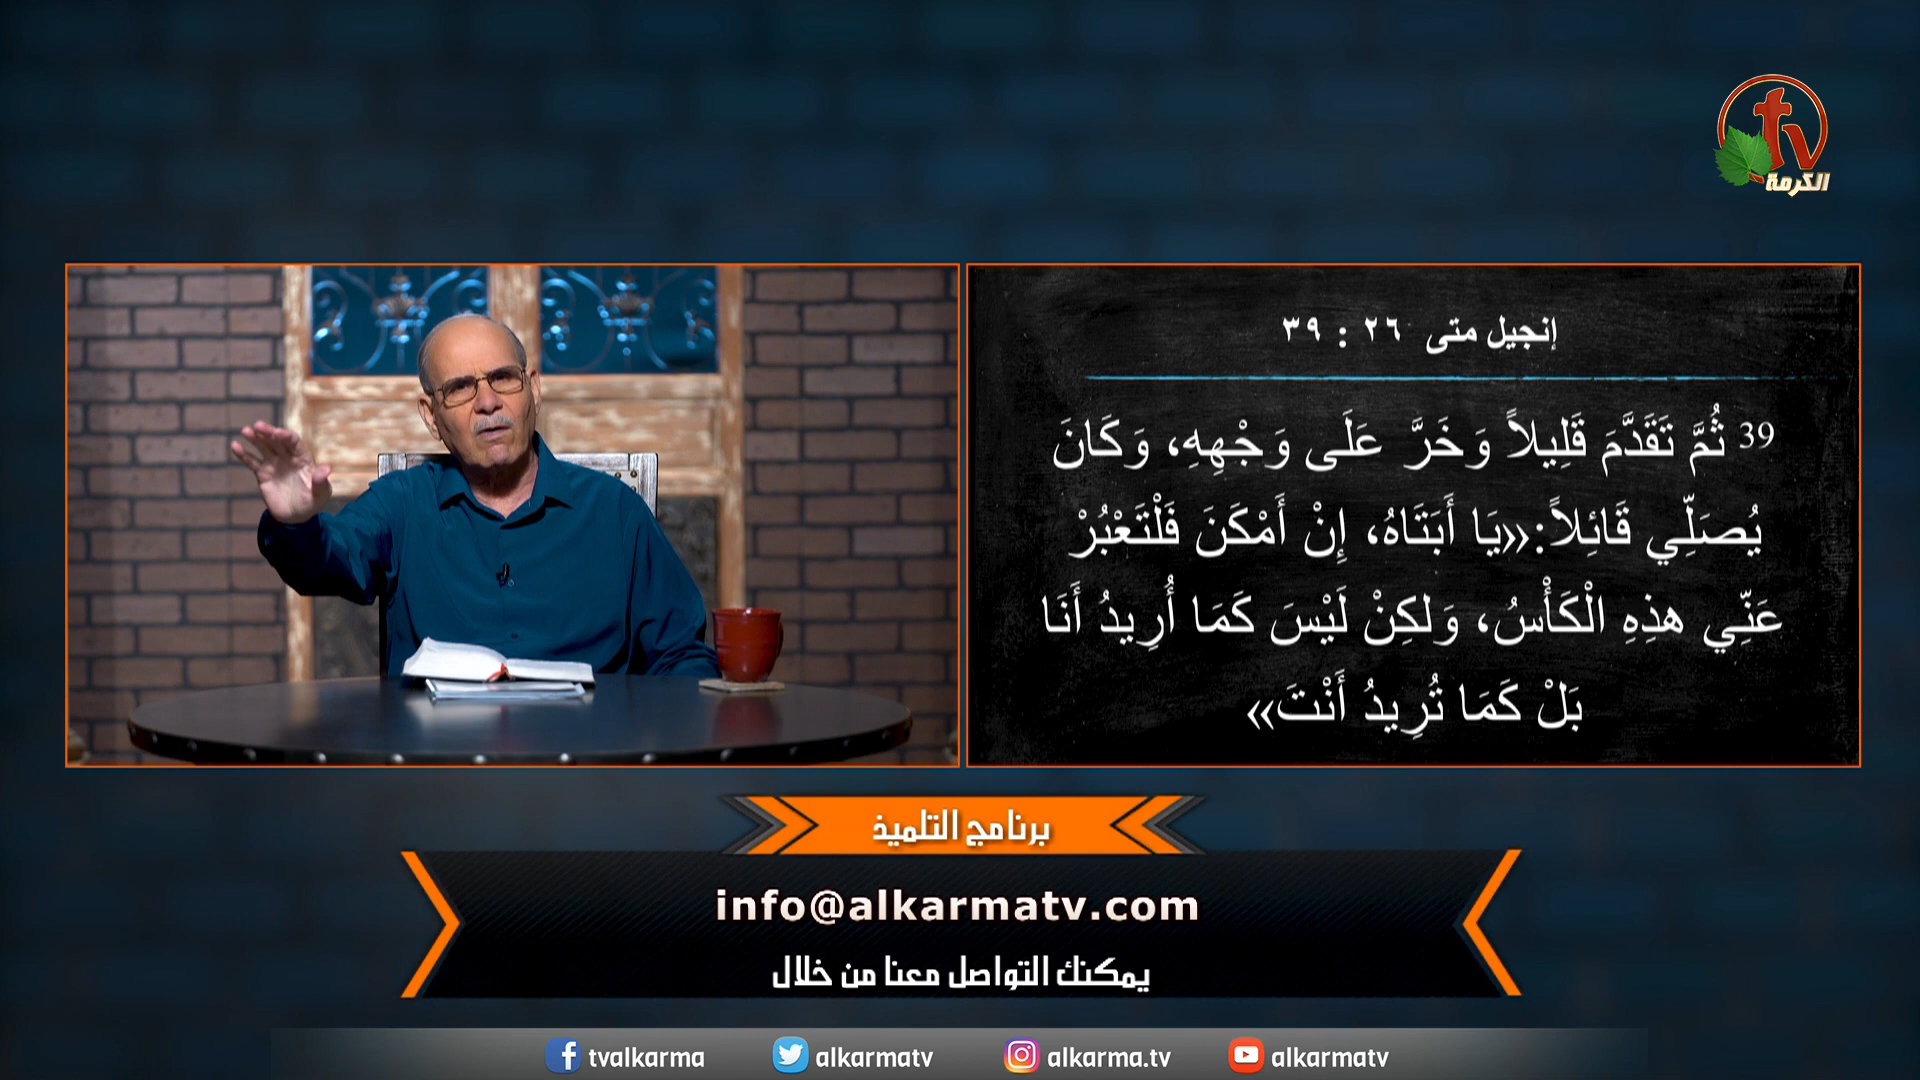 tv
الكرمة
إنجيل متى ٢٦ : ٣٩
39 ثُمَّ تَقَدَّمَ قَلِيلاً وَخَرَّ عَلَى وَجْهِهِ، وَكَانَ
يُصَلِّي قَائِلاً:«يَا أَبَتَاهُ، إِنْ أَمْكَنَ فَلْتَعْبُرْ
عَنِّي هذِهِ الْكَأْسُ، وَلكِنْ لَيْسَ كَمَا أُرِيدُ أَنَا
بَلْ كَمَا تُرِيدُ أَنْتَ»
برنامج التلميذ
info@alkarmatv.com
يمكنك التواصل معنا من خلال
tvalkarma alkarmatv alkarma.tv alkarmatv